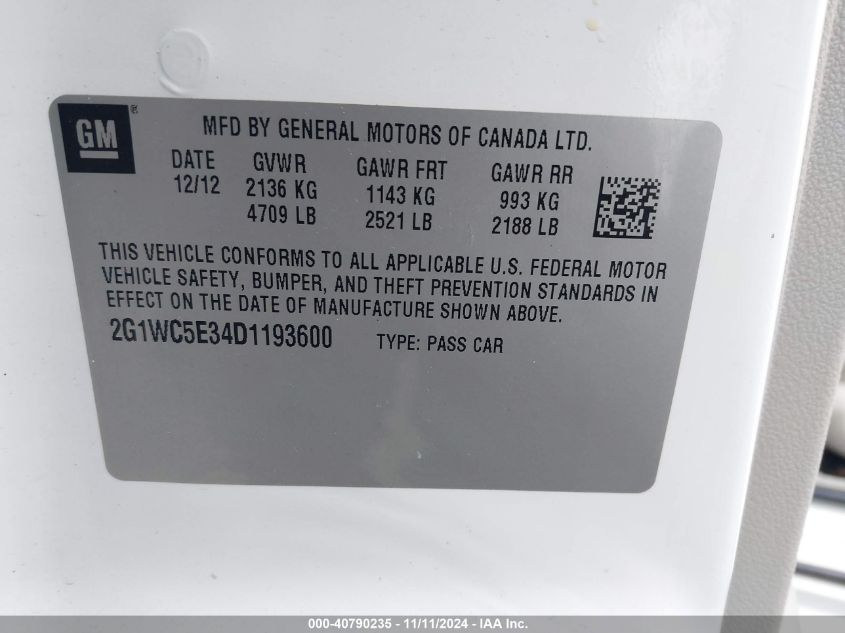 GM ®
MFD BY GENERAL MOTORS OF CANADA LTD.
DATE GVWR GAWR FRT GAWR RR
12/12 2136 KG 1143 KG 993 KG
4709 LB 2521 LB 2188 LB
THIS VEHICLE CONFORMS TO ALL APPLICABLE U.S. FEDERAL MOTOR
VEHICLE SAFETY, BUMPER, AND THEFT PREVENTION STANDARDS IN
EFFECT ON THE DATE OF MANUFACTURE SHOWN ABOVE.
2G1WC5E34D1193600 TYPE: PASS CAR
000-40790235 - 11/11/2024 - IAA Inc.